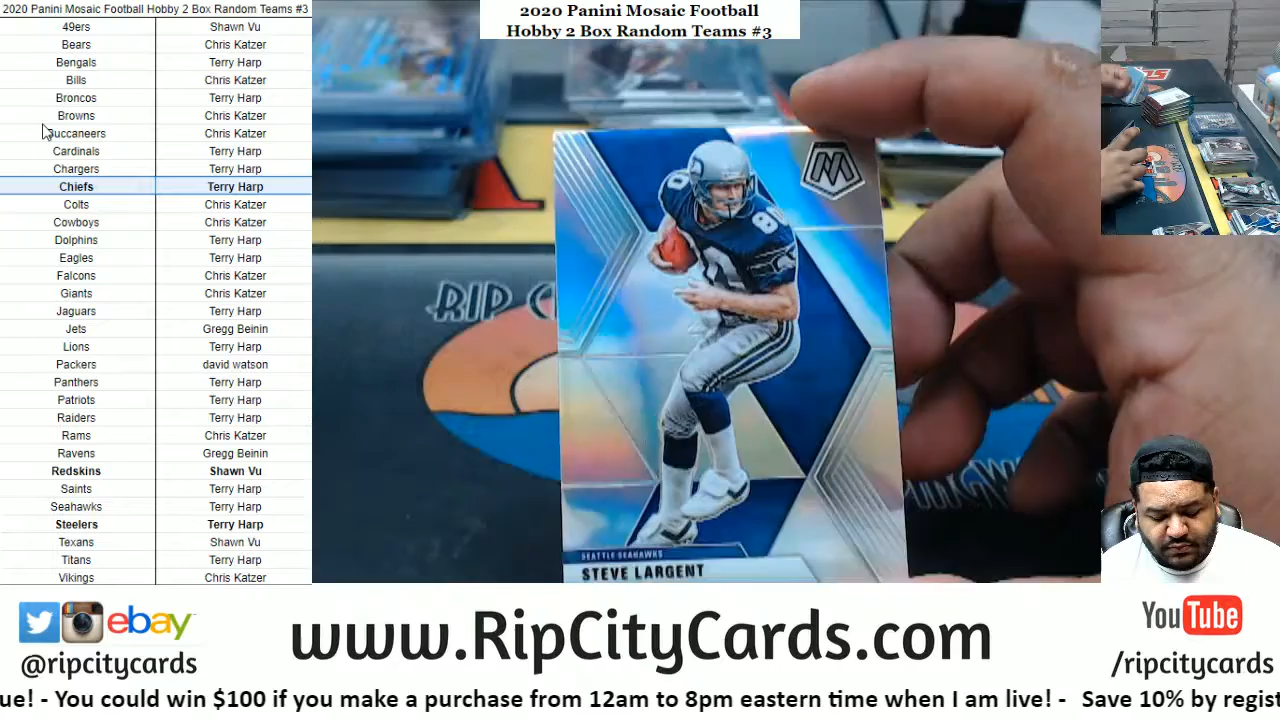 2020 Panini Mosaic Football Hobby 2 Box Random Teams #3
49ers Shawn Vu
Bears Chris Katzer
Bengals Terry Harp
Bills Chris Katzer
Broncos Terry Harp
Browns Chris Katzer
Buccaneers Chris Katzer
Cardinals Terry Harp
Chargers Terry Harp
Chiefs Terry Harp
Colts Chris Katzer
Cowboys Chris Katzer
Dolphins Terry Harp
Eagles Terry Harp
Falcons Chris Katzer
Giants Chris Katzer
Jaguars Terry Harp
Jets Gregg Beinin
Lions Terry Harp
Packers david watson
Panthers Terry Harp
Patriots Terry Harp
Raiders Terry Harp
Rams Chris Katzer
Ravens Gregg Beinin
Redskins Shawn Vu
Saints Terry Harp
Seahawks Terry Harp
Steelers Terry Harp
Texans Shawn Vu
Titans Terry Harp
Vikings Chris Katzer
2020 Panini Mosaic Football
Hobby 2 Box Random Teams #3
RIP C
M
80
SEATTLE SEAHAWKS
STEVE LARGENT
ebay
@ripcitycards
www.RipCityCards.com
YouTube
/ripcitycards
ue! - You could win $100 if you make a purchase from 12am to 8pm eastern time when I am live! - Save 10% by regist